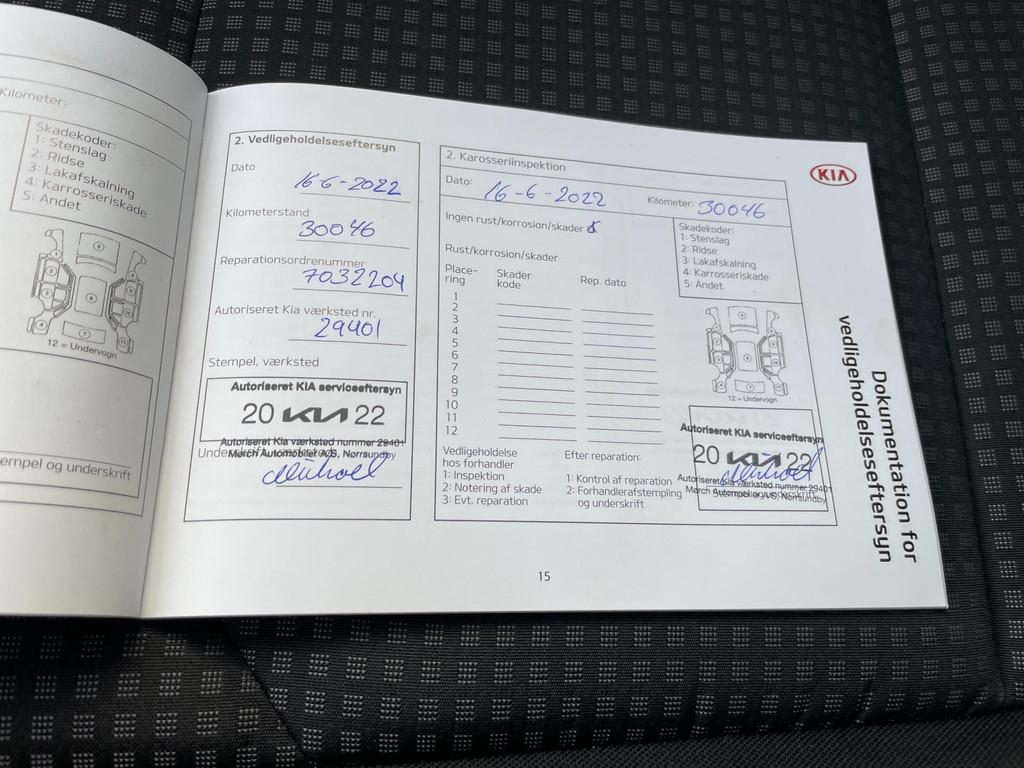 Kilometer:
Skadekoder:
1: Stenslag
2: Ridse
3: Lakafskalning
4: Karrosseriskade
5: Andet
12 = Undervogn
empel og underskrift
2. Vedligeholdelseseftersyn
Dato
16-6-2022
Kilometerstand
30046
Reparationsordrenummer
7032204
Autoriseret Kia værksted nr.
29401
Stempel, værksted
Autoriseret KIA serviceeftersyn
20 KIA 22
Autoriseret Kia værksted nummer 29401
Mørch Automobiler A/S, Nørrsundby
2. Karosseriinspektion
Dato:
16-6-2022
Kilometer: 30046
Ingen rust/korrosion/skader x
Skadekoder:
1: Stenslag
2: Ridse
3: Lakafskalning
4: Karrosseriskade
5: Andet
Rust/korrosion/skader
Place-
ring
Skader
kode
Rep. dato
1
2
3
4
5
6
7
8
9
10
11
12
12 = Undervogn
Vedligeholdelse
hos forhandler
1: Inspektion
2: Notering af skade
3: Evt. reparation
Efter reparation:
1: Kontrol af reparation
2: Forhandlerafstempling
og underskrift
Autoriseret KIA serviceeftersyn
20 KIA 22
Autoriseret Kia værksted nummer 29401
Mørch Automobiler A/S, Nørrsundby
KIA
Dokumentation for
vedligeholdelseseftersyn
15